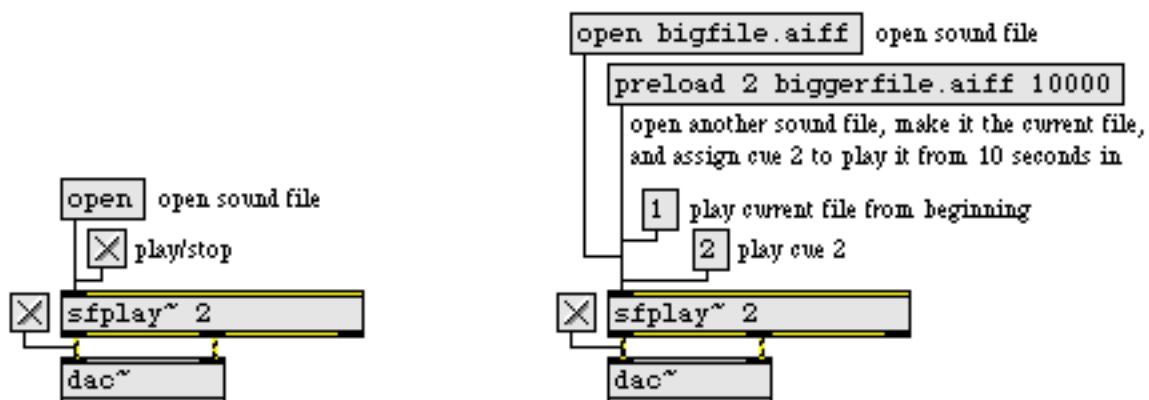 open bigfile.aiff open sound file
preload 2 biggerfile.aiff 10000
open another sound file, make it the current file,
and assign cue 2 to play it from 10 seconds in
open open sound file
1 play current file from beginning
play/stop
2 play cue 2
sfplay~ 2
sfplay~ 2
dac~
dac~